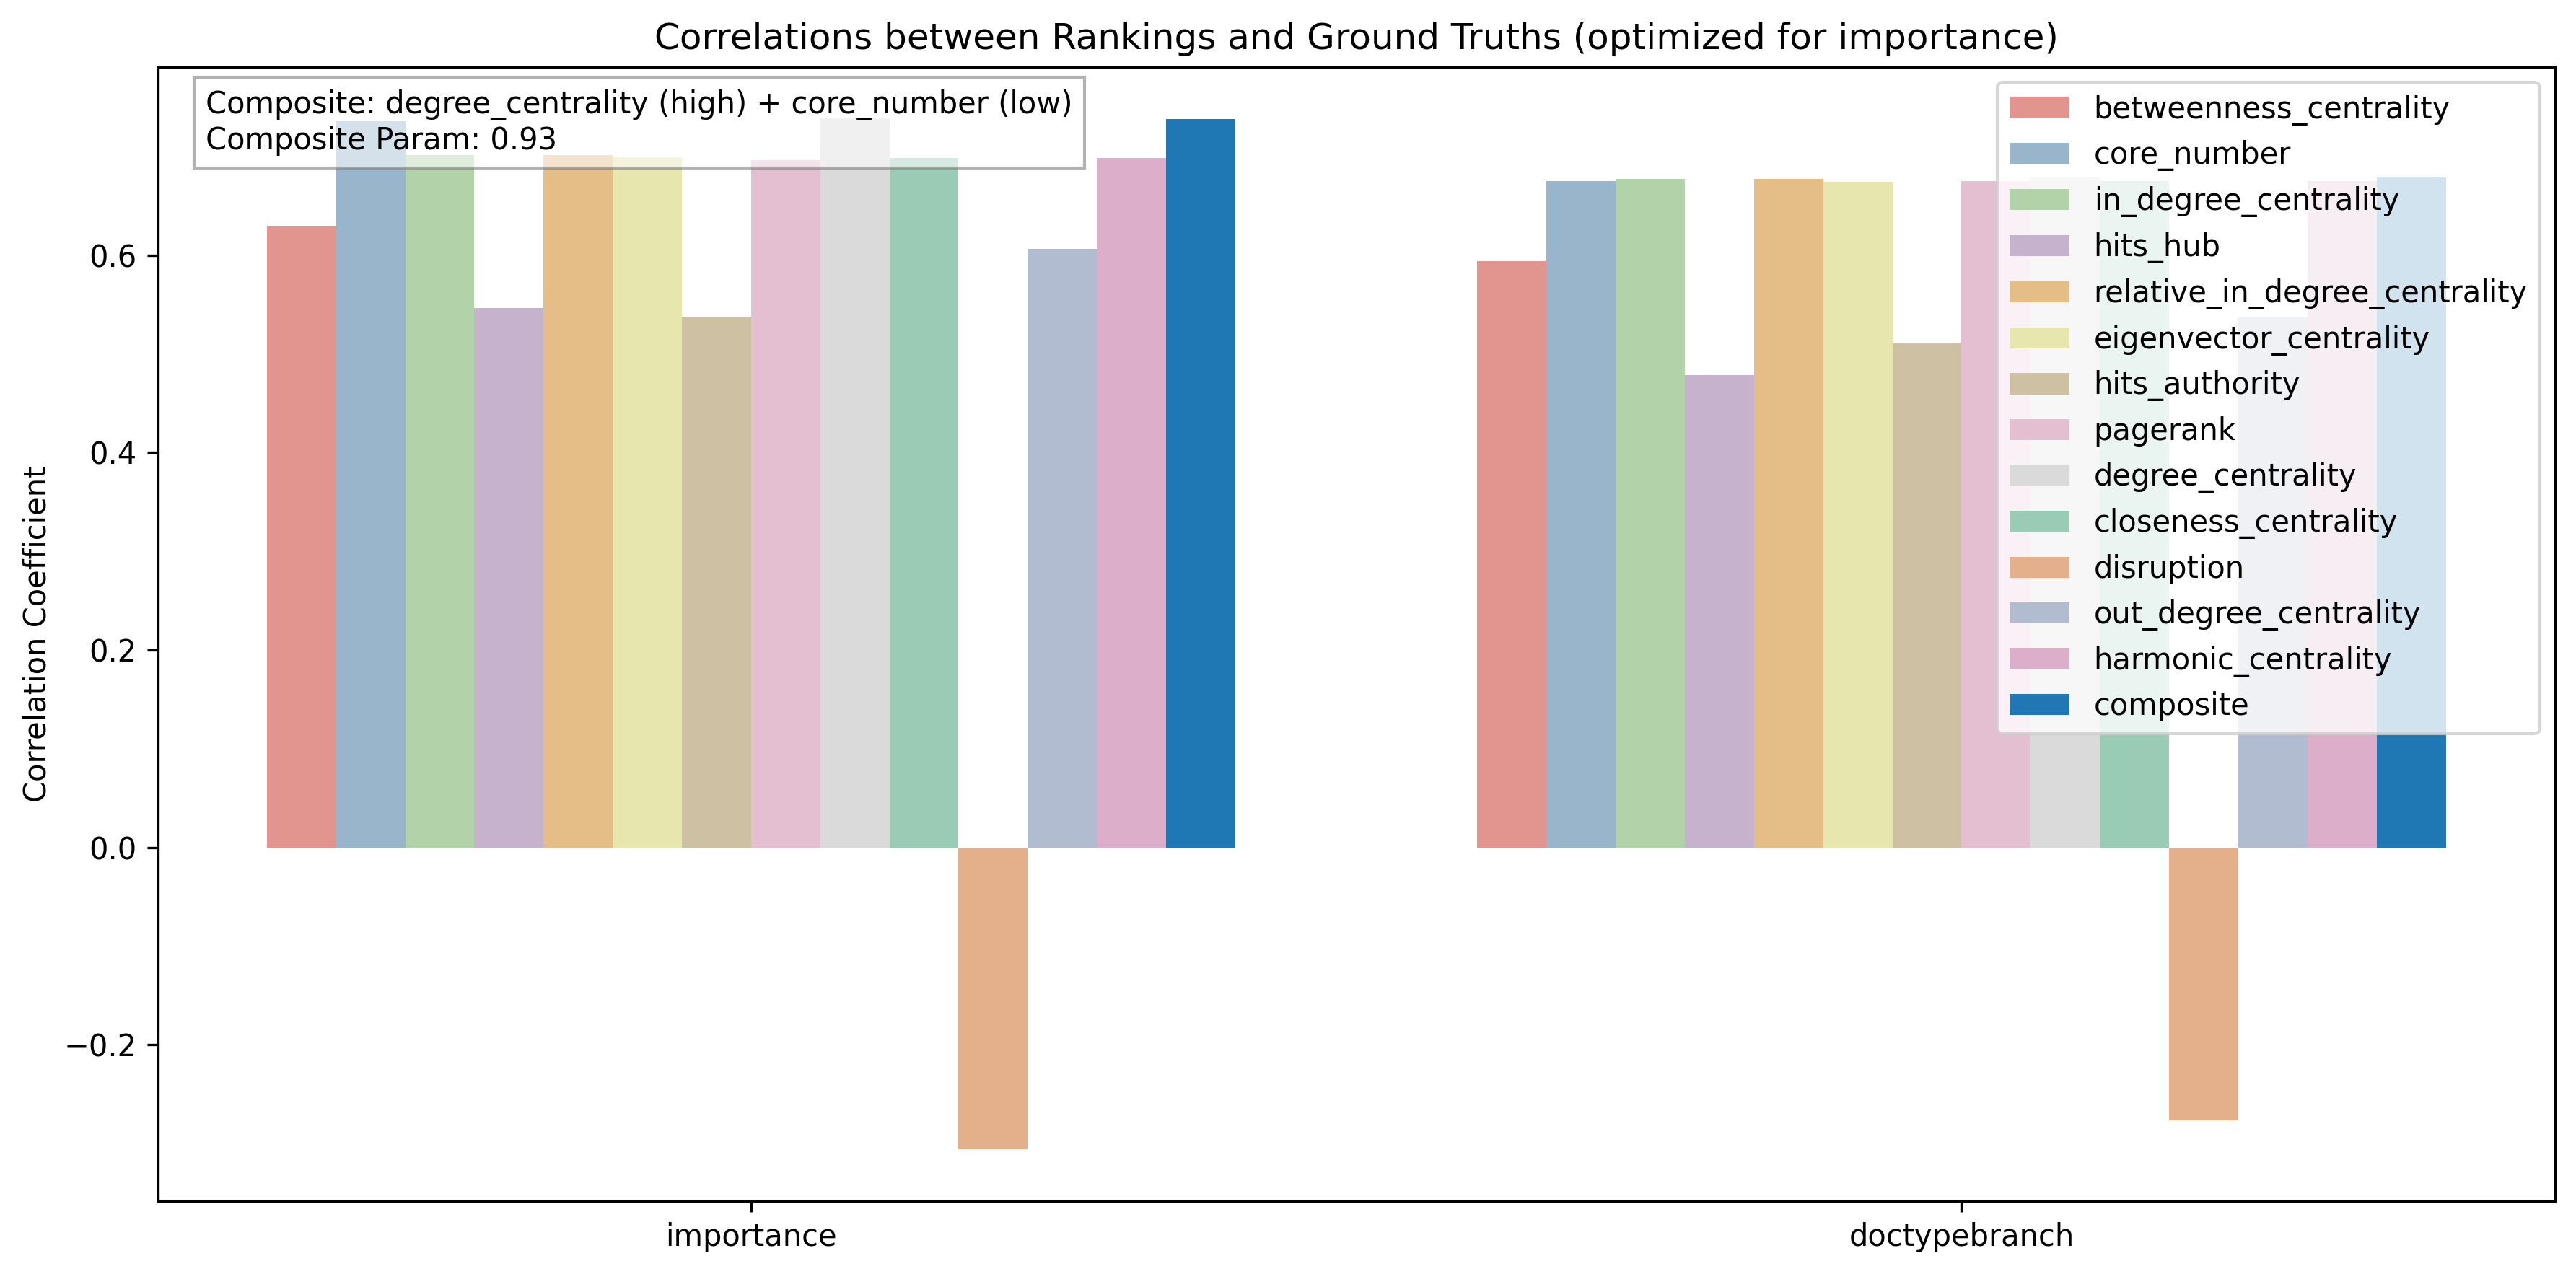 Correlations between Rankings and Ground Truths (optimized for importance)
Composite: degree_centrality (high) + core_number (low)
Composite Param: 0.93
betweenness_centrality
core_number
in_degree_centrality
hits_hub
relative_in_degree_centrality
eigenvector_centrality
hits_authority
pagerank
degree_centrality
closeness_centrality
disruption
out_degree_centrality
harmonic_centrality
composite
Correlation Coefficient
0.6
0.4
0.2
0.0
−0.2
importance
doctypebranch